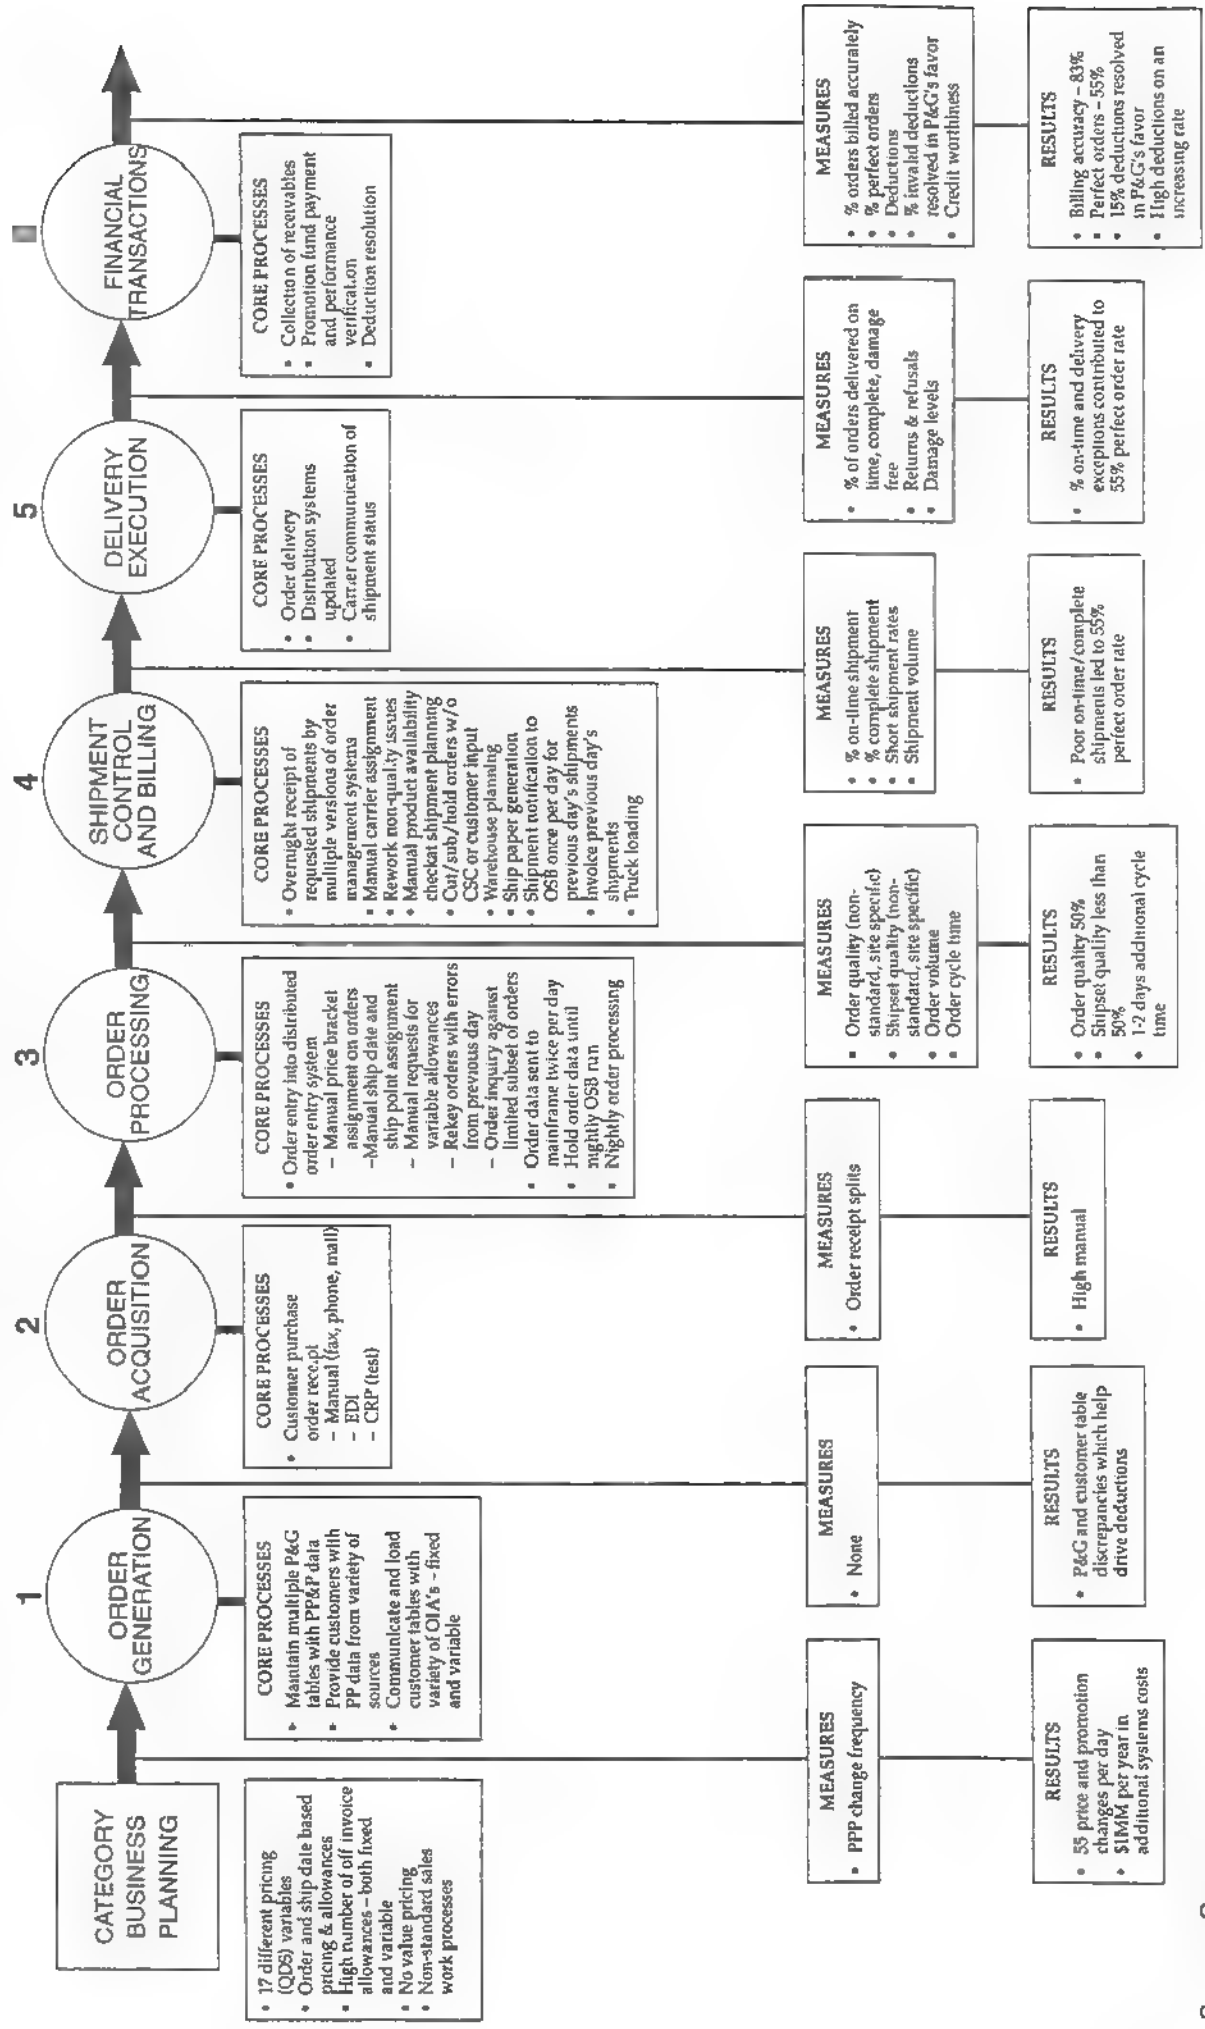 CATEGORY
BUSINESS
PLANNING
• 17 different pricing
(QDS) variables
• Order and ship date based
pricing & allowances
• High number of off invoice
allowances – both fixed
and variable
• No value pricing
• Non-standard sales
work processes
MEASURES
• PPP change frequency
RESULTS
• 55 price and promotion
changes per day
• $1MM per year in
additional systems costs
1
ORDER
GENERATION
CORE PROCESSES
• Maintain multiple P&G
tables with PP&P data
• Provide customers with
PP data from variety of
sources
• Communicate and load
customer tables with
variety of OIA's – fixed
and variable
MEASURES
• None
RESULTS
• P&G and customer table
discrepancies which help
drive deductions
2
ORDER
ACQUISITION
CORE PROCESSES
• Customer purchase
order receipt
– Manual (fax, phone, mail)
– EDI
– CRP (test)
MEASURES
• Order receipt splits
RESULTS
• High manual
3
ORDER
PROCESSING
CORE PROCESSES
• Order entry into distributed
order entry system
– Manual price bracket
assignment on orders
–Manual ship date and
ship point assignment
– Manual requests for
variable allowances
– Rekey orders with errors
from previous day
– Order inquiry against
limited subset of orders
• Order data sent to
mainframe twice per day
• Hold order data until
nightly OSB run
• Nightly order processing
MEASURES
• Order quality (non-
standard, site specific)
• Shipset quality (non-
standard, site specific)
• Order volume
• Order cycle time
RESULTS
• Order quality 50%
• Shipset quality less than
50%
• 1-2 days additional cycle
time
4
SHIPMENT
CONTROL
AND BILLING
CORE PROCESSES
• Overnight receipt of
requested shipments by
multiple versions of order
management systems
• Manual carrier assignment
• Rework non-quality issues
• Manual product availability
checkat shipment planning
• Cut/sub/hold orders w/o
CSC or customer input
• Warehouse planning
• Ship paper generation
• Shipment notification to
OSB once per day for
previous day's shipments
• Invoice previous day's
shipments
• Truck loading
MEASURES
• % on-time shipment
• % complete shipment
• Short shipment rates
• Shipment volume
RESULTS
• Poor on-time/complete
shipments led to 55%
perfect order rate
5
DELIVERY
EXECUTION
CORE PROCESSES
• Order delivery
• Distribution systems
updated
• Carrier communication of
shipment status
MEASURES
• % of orders delivered on
time, complete, damage
free
• Returns & refusals
• Damage levels
RESULTS
• % on-time and delivery
exceptions contributed to
55% perfect order rate
FINANCIAL
TRANSACTIONS
CORE PROCESSES
• Collection of receivables
• Promotion fund payment
and performance
verification
• Deduction resolution
MEASURES
• % orders billed accurately
• % perfect orders
• Deductions
• % invalid deductions
resolved in P&G's favor
• Credit worthiness
RESULTS
• Billing accuracy – 83%
• Perfect orders – 55%
• 15% deductions resolved
in P&G's favor
• High deductions on an
increasing rate